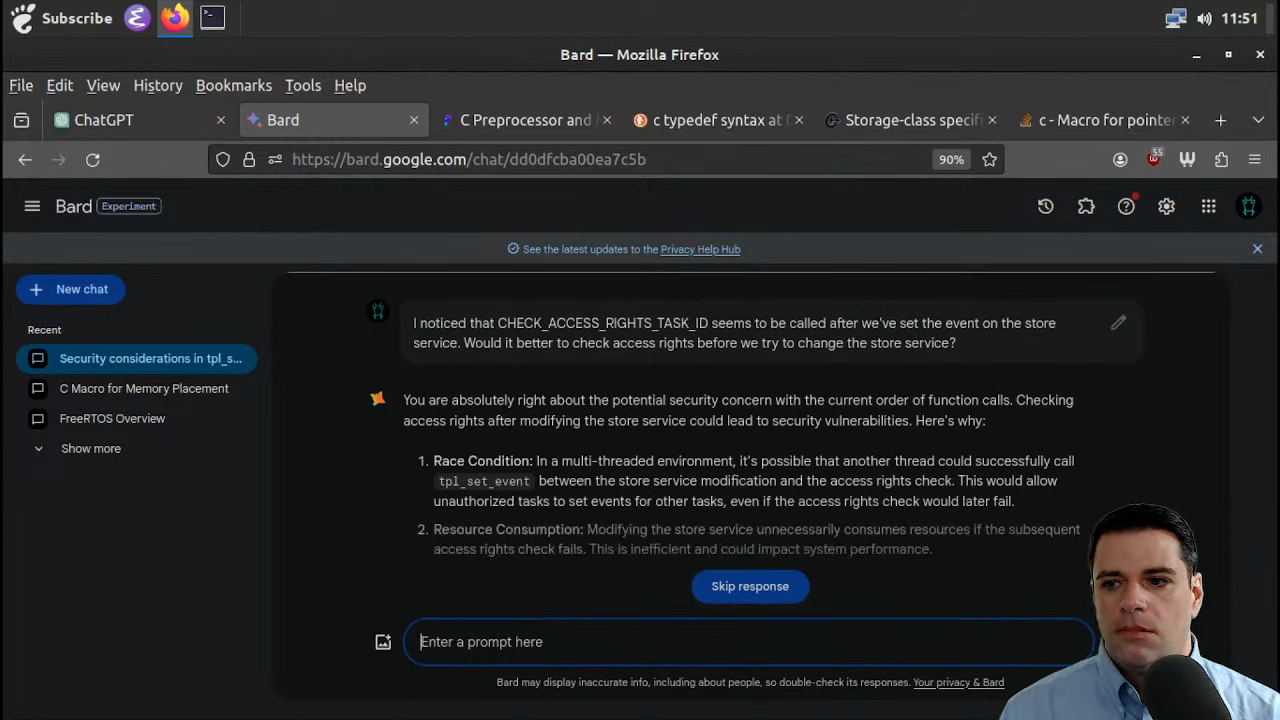 Subscribe
11:51
Bard — Mozilla Firefox
File Edit View History Bookmarks Tools Help
ChatGPT
Bard
C Preprocessor and
c typedef syntax at
Storage-class specifi
c - Macro for pointer
https://bard.google.com/chat/dd0dfcba00ea7c5b
90%
55
Bard Experiment
See the latest updates to the Privacy Help Hub
New chat
Recent
Security considerations in tpl_s...
C Macro for Memory Placement
FreeRTOS Overview
Show more
I noticed that CHECK_ACCESS_RIGHTS_TASK_ID seems to be called after we've set the event on the store
service. Would it better to check access rights before we try to change the store service?
You are absolutely right about the potential security concern with the current order of function calls. Checking
access rights after modifying the store service could lead to security vulnerabilities. Here's why:
1. Race Condition: In a multi-threaded environment, it's possible that another thread could successfully call
tpl_set_event between the store service modification and the access rights check. This would allow
unauthorized tasks to set events for other tasks, even if the access rights check would later fail.
2. Resource Consumption: Modifying the store service unnecessarily consumes resources if the subsequent
access rights check fails. This is inefficient and could impact system performance.
Skip response
Enter a prompt here
Bard may display inaccurate info, including about people, so double-check its responses. Your privacy & Bard